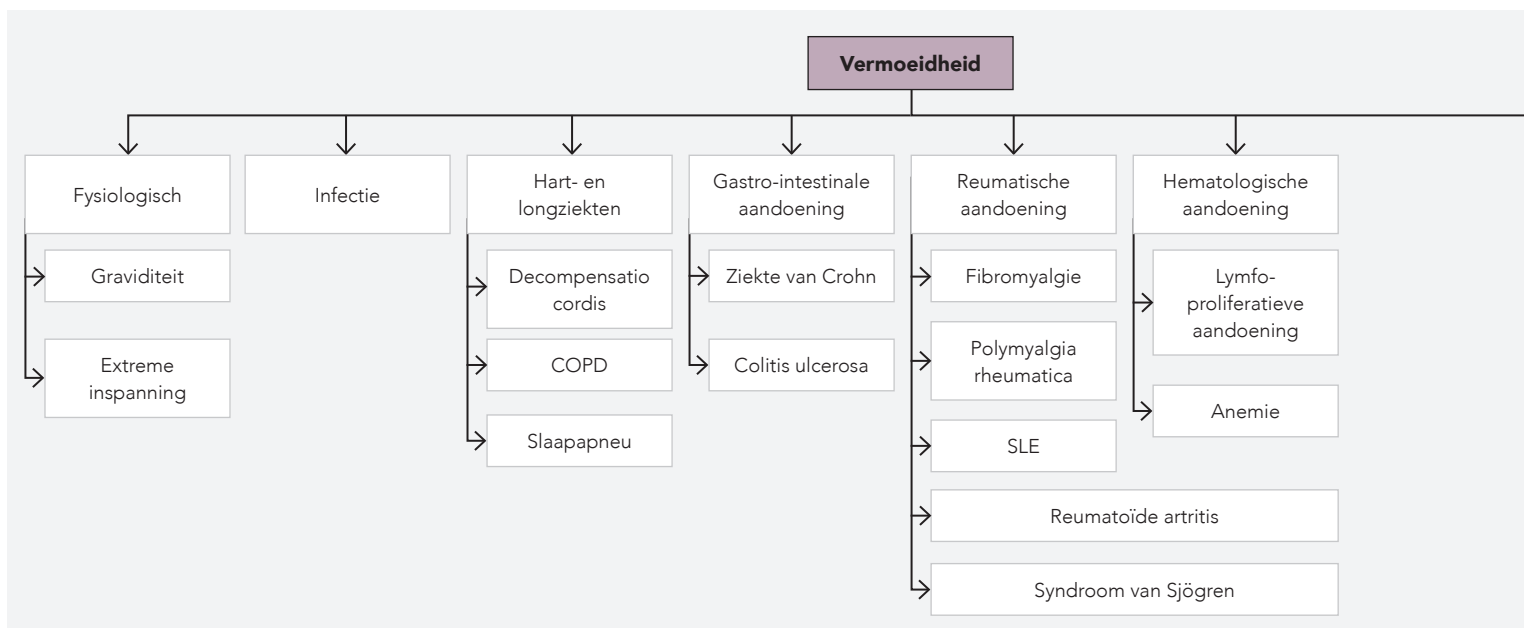 Vermoeidheid
Fysiologisch
Graviditeit
Extreme
inspanning
Infectie
Hart- en
longziekten
Decompensatio
cordis
COPD
Slaapapneu
Gastro-intestinale
aandoening
Ziekte van Crohn
Colitis ulcerosa
Reumatische
aandoening
Fibromyalgie
Polymyalgia
rheumatica
SLE
Reumatoïde artritis
Syndroom van Sjögren
Hematologische
aandoening
Lymfo-
proliferatieve
aandoening
Anemie